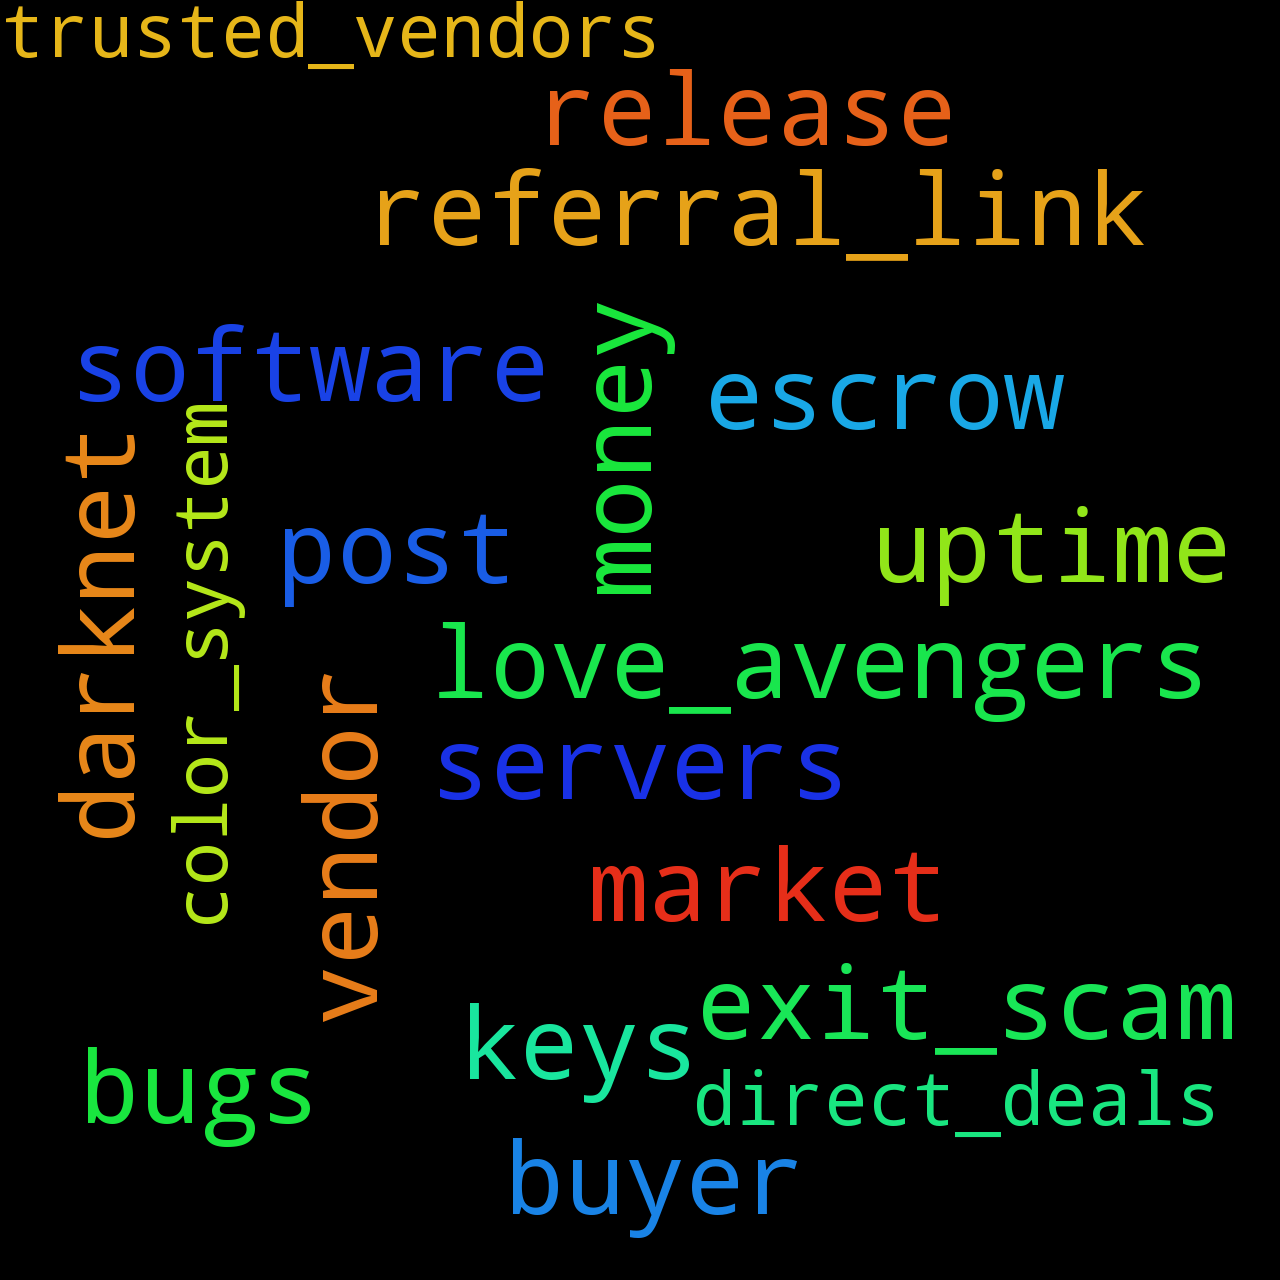 trusted_vendors
release
referral_link
software
money
escrow
darknet
color_system
post
uptime
love_avengers
vendor
servers
market
exit_scam
keys
bugs
direct_deals
buyer